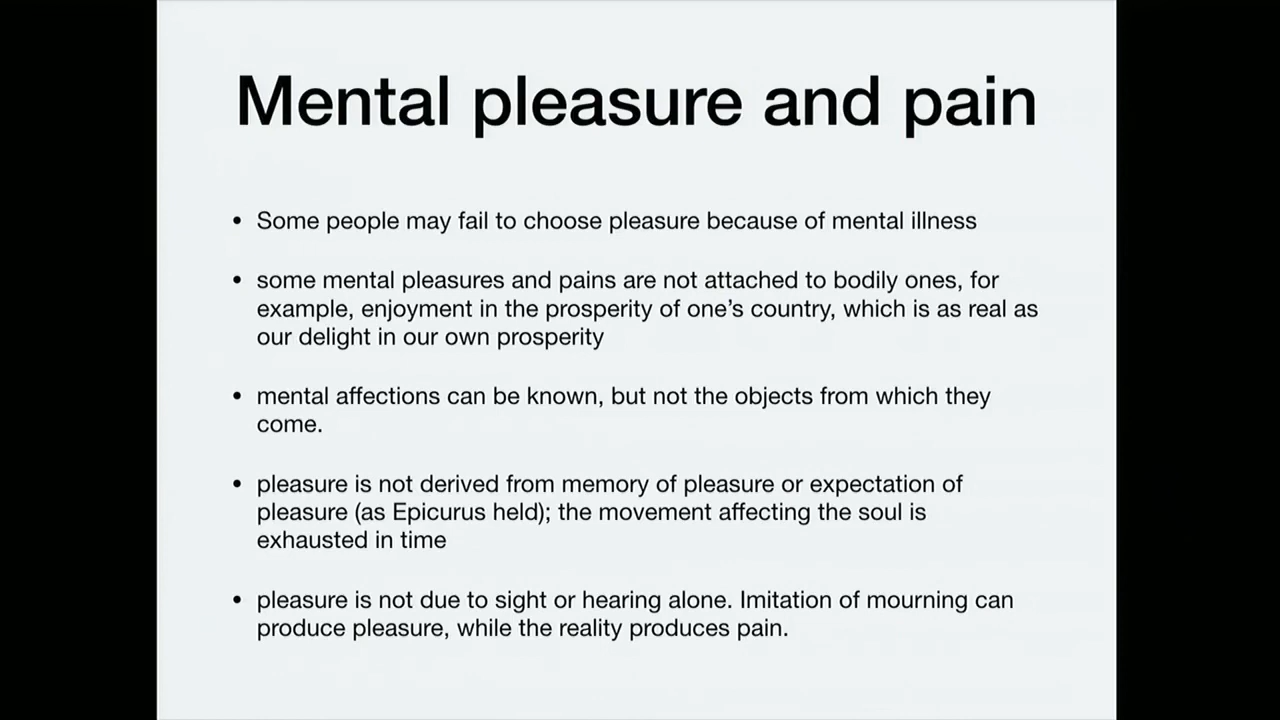 Mental pleasure and pain
• Some people may fail to choose pleasure because of mental illness
• some mental pleasures and pains are not attached to bodily ones, for
example, enjoyment in the prosperity of one’s country, which is as real as
our delight in our own prosperity
• mental affections can be known, but not the objects from which they
come.
• pleasure is not derived from memory of pleasure or expectation of
pleasure (as Epicurus held); the movement affecting the soul is
exhausted in time
• pleasure is not due to sight or hearing alone. Imitation of mourning can
produce pleasure, while the reality produces pain.